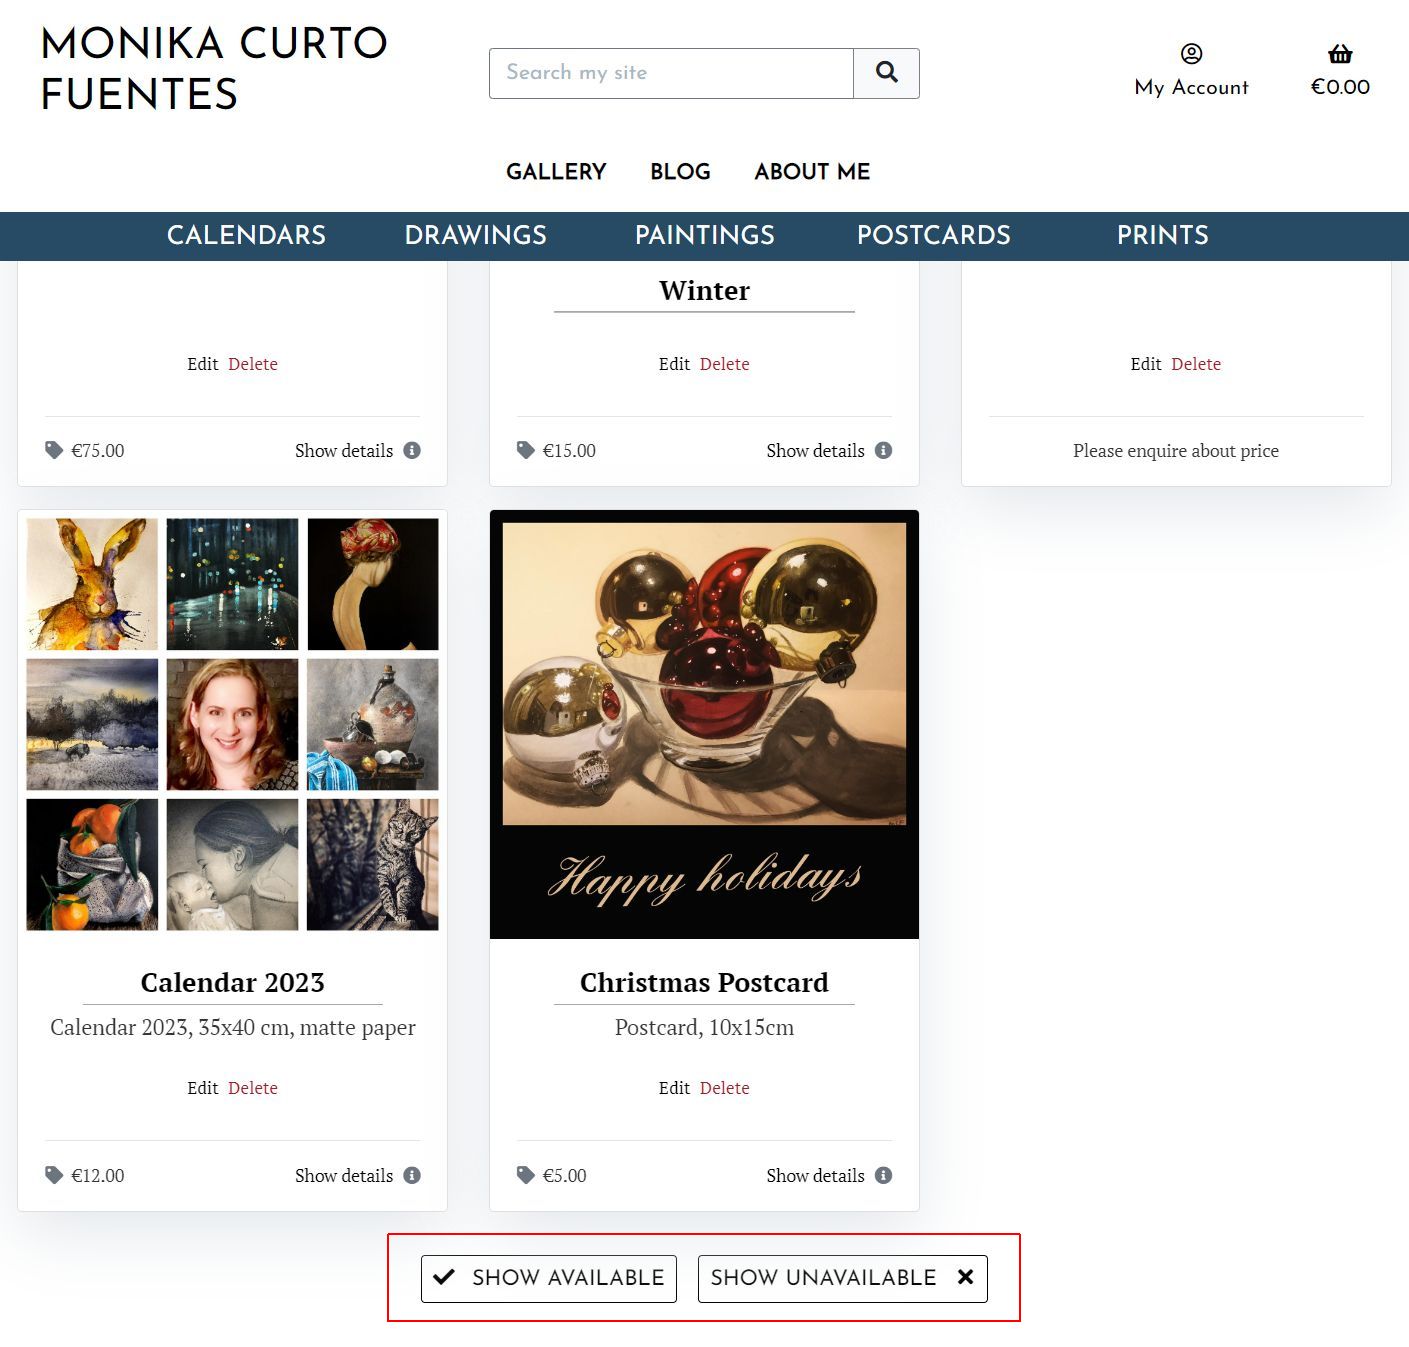 MONIKA CURTO
FUENTES
Search my site
My Account
€0.00
GALLERY BLOG ABOUT ME
CALENDARS DRAWINGS PAINTINGS POSTCARDS PRINTS
Winter
Edit Delete
Edit Delete
Edit Delete
€75.00 Show details
€15.00 Show details
Please enquire about price
Happy holidays
Calendar 2023
Calendar 2023, 35x40 cm, matte paper
Edit Delete
€12.00 Show details
Christmas Postcard
Postcard, 10x15cm
Edit Delete
€5.00 Show details
SHOW AVAILABLE
SHOW UNAVAILABLE